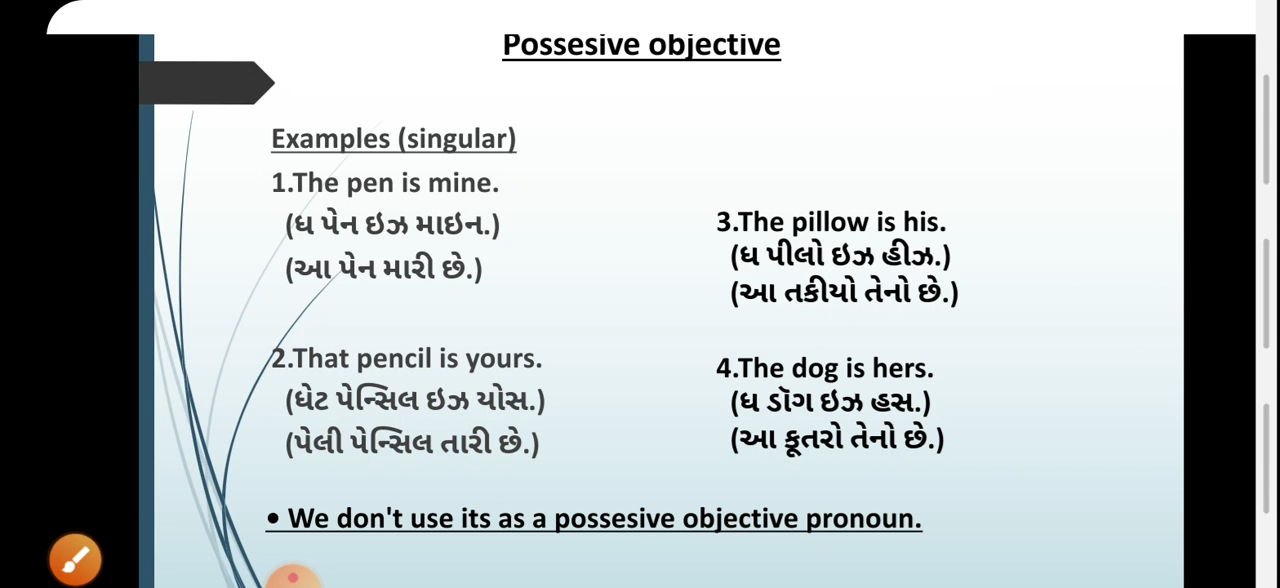 Possesive objective
Examples (singular)
1.The pen is mine.
(ધ પેન ઇઝ માઇન.)
(આ પેન મારી છે.)
2.That pencil is yours.
(ધેટ પેન્સિલ ઇઝ યોસ.)
(પેલી પેન્સિલ તારી છે.)
3.The pillow is his.
(ધ પીલો ઇઝ હીઝ.)
(આ તકીયો તેનો છે.)
4.The dog is hers.
(ધ ડૉગ ઇઝ હસ.)
(આ કૂતરો તેનો છે.)
• We don't use its as a possesive objective pronoun.